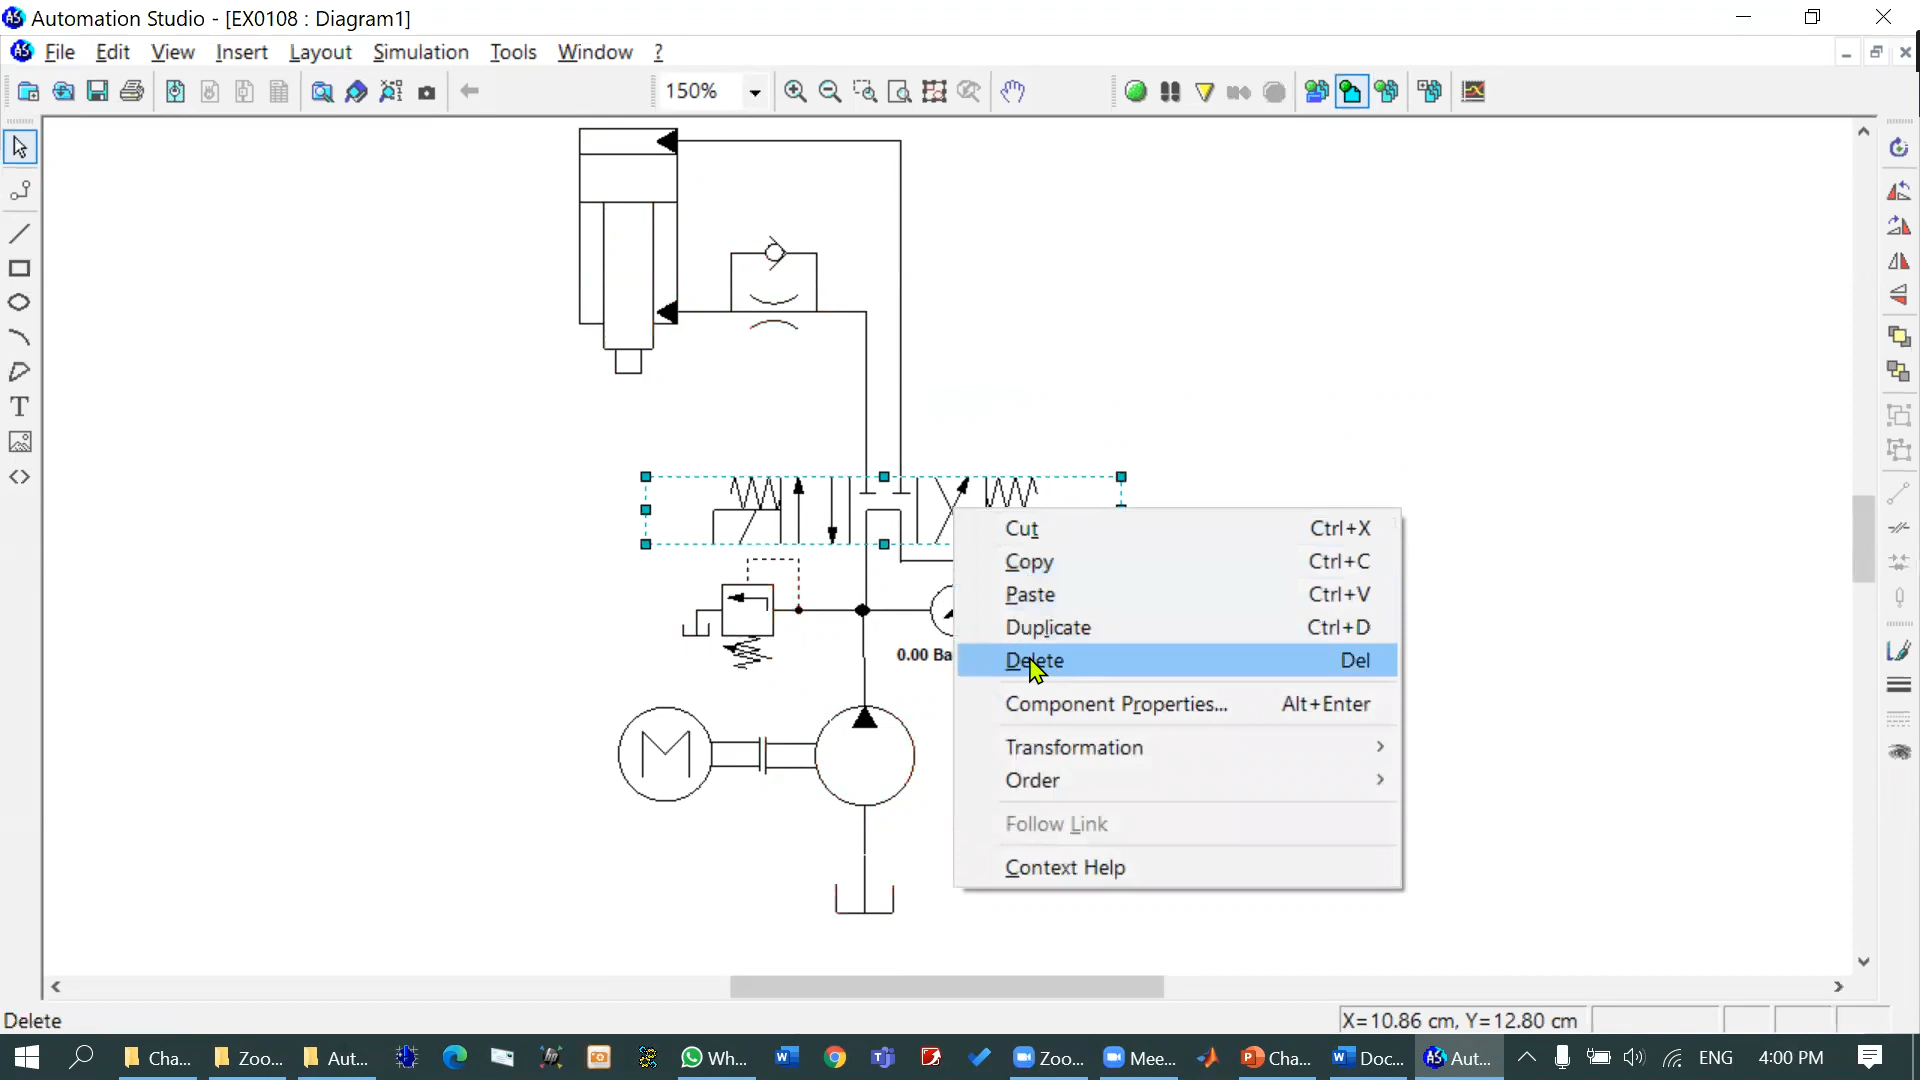 Automation Studio - [EX0108 : Diagram1]
File Edit View Insert Layout Simulation Tools Window ?
150%
T
Cut Ctrl+X
Copy Ctrl+C
Paste Ctrl+V
Duplicate Ctrl+D
0.00 Ba
Delete Del
Component Properties... Alt+Enter
M
Transformation
Order
Follow Link
Context Help
Delete
X=10.86 cm, Y=12.80 cm
Cha... Zoo... Aut... Wh... Zoo... Mee... Cha... Doc... Aut... ENG 4:00 PM